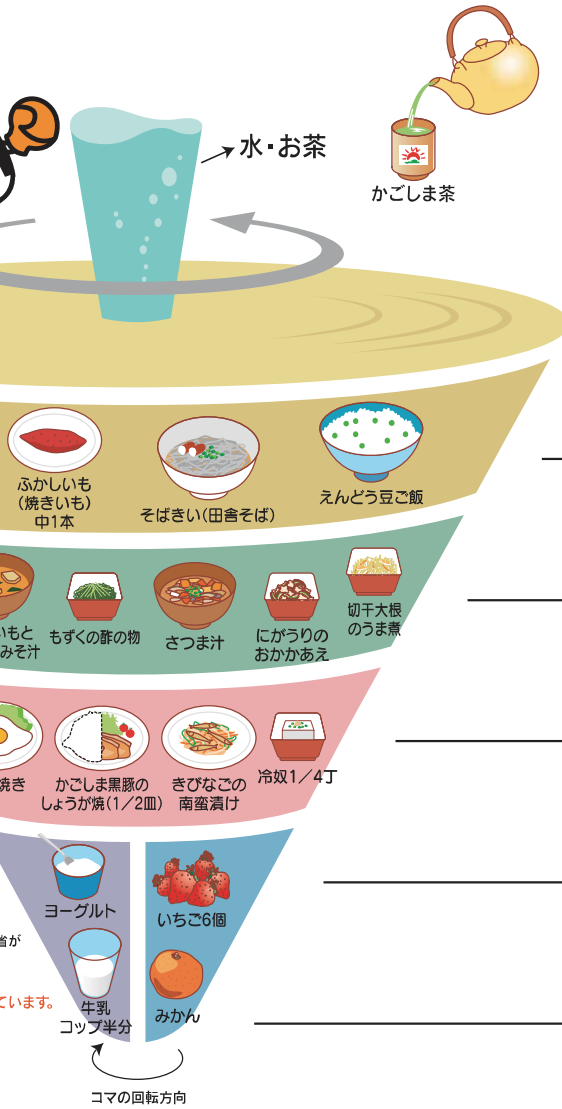 水・お茶
かごしま茶
ふかしいも
（焼きいも）
中1本
そばきい（田舎そば）
えんどう豆ご飯
いもと
みそ汁
もずくの酢の物
さつま汁
にがうりの
おかかあえ
切干大根
のうま煮
焼き
かごしま黒豚の
しょうが焼（1／2皿）
きびなごの
南蛮漬け
冷奴1／4丁
ヨーグルト
いちご6個
省が
ています。
牛乳
コップ半分
みかん
コマの回転方向